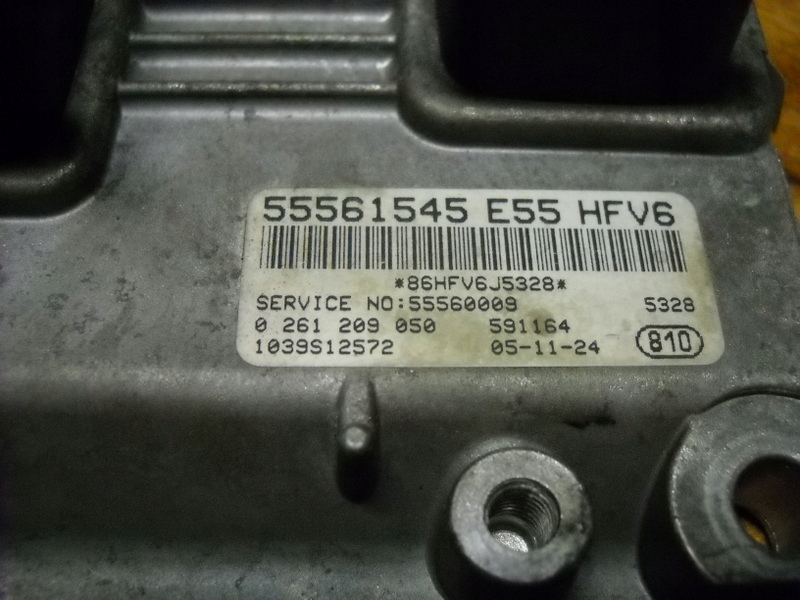 55561545 E55 HFV6
*86HFV6J5328*
SERVICE NO:55560009 5328
0 261 209 050 591164
1039S12572 05-11-24 810